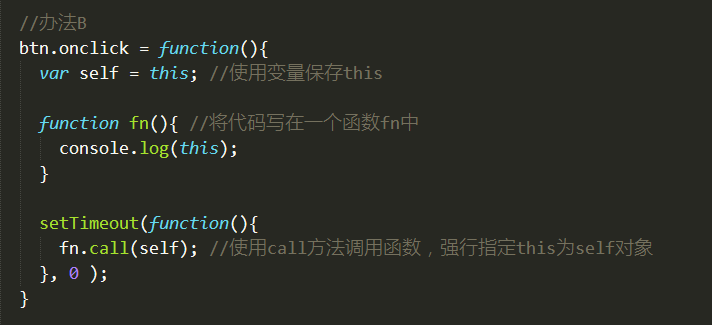 //办法B
btn.onclick = function(){
var self = this; //使用变量保存this
function fn(){ //将代码写在一个函数fn中
console.log(this);
}
setTimeout(function(){
fn.call(self); //使用call方法调用函数，强行指定this为self对象
}, 0 );
}